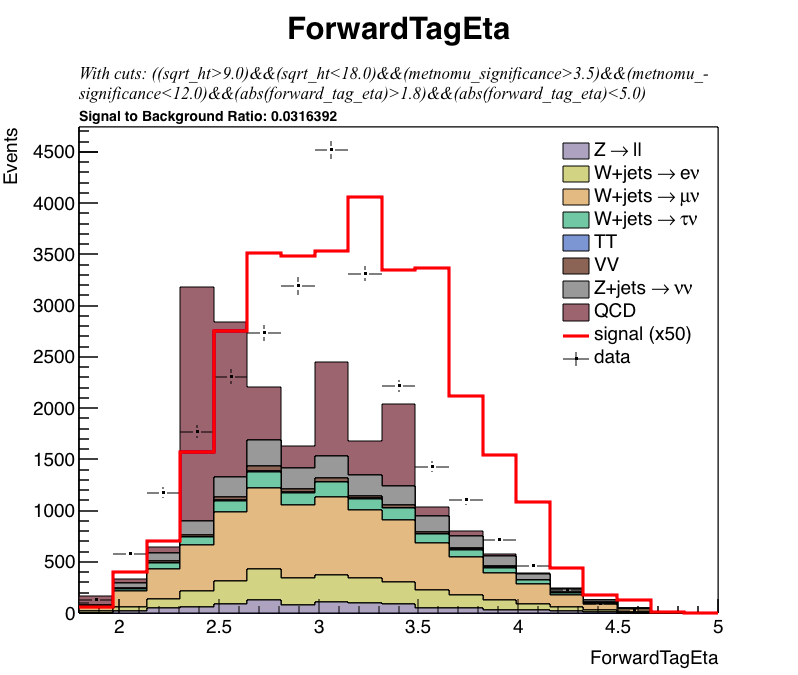 ForwardTagEta
With cuts: ((sqrt_ht>9.0)&&(sqrt_ht<18.0)&&(metnomu_significance>3.5)&&(metnomu_-
significance<12.0)&&(abs(forward_tag_eta)>1.8)&&(abs(forward_tag_eta)<5.0)
Signal to Background Ratio: 0.0316392
Events
4500
4000
3500
3000
2500
2000
1500
1000
500
0
Z → ll
W+jets → eν
W+jets → μν
W+jets → τν
TT
VV
Z+jets → νν
QCD
signal (x50)
data
2 2.5 3 3.5 4 4.5 5
ForwardTagEta